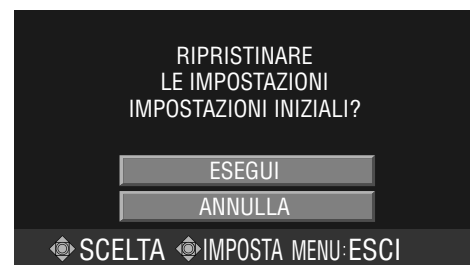 RIPRISTINARE
LE IMPOSTAZIONI
IMPOSTAZIONI INIZIALI?
ESEGUI
ANNULLA
SCELTA IMPOSTA MENU:ESCI